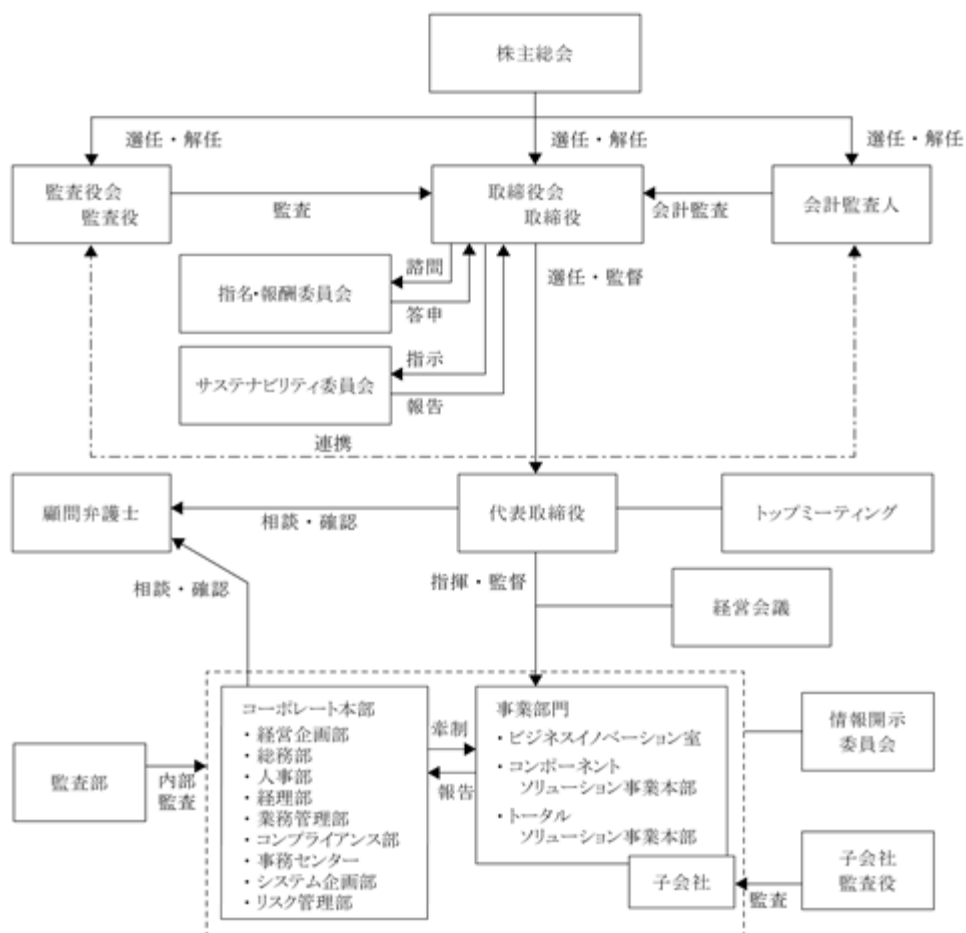 株主総会
選任・解任
選任・解任
選任・解任
監査役会
監査役
監査
取締役会
取締役
会計監査
会計監査人
諮問
答申
指名・報酬委員会
選任・監督
指示
報告
サステナビリティ委員会
連携
顧問弁護士
相談・確認
代表取締役
トップミーティング
相談・確認
指揮・監督
経営会議
コーポレート本部
・経営企画部
・総務部
・人事部
・経理部
・業務管理部
・コンプライアンス部
・事務センター
・システム企画部
・リスク管理部
牽制
報告
事業部門
・ビジネスイノベーション室
・コンポーネント
ソリューション事業本部
・トータル
ソリューション事業本部
子会社
情報開示
委員会
監査部
内部
監査
監査
子会社
監査役